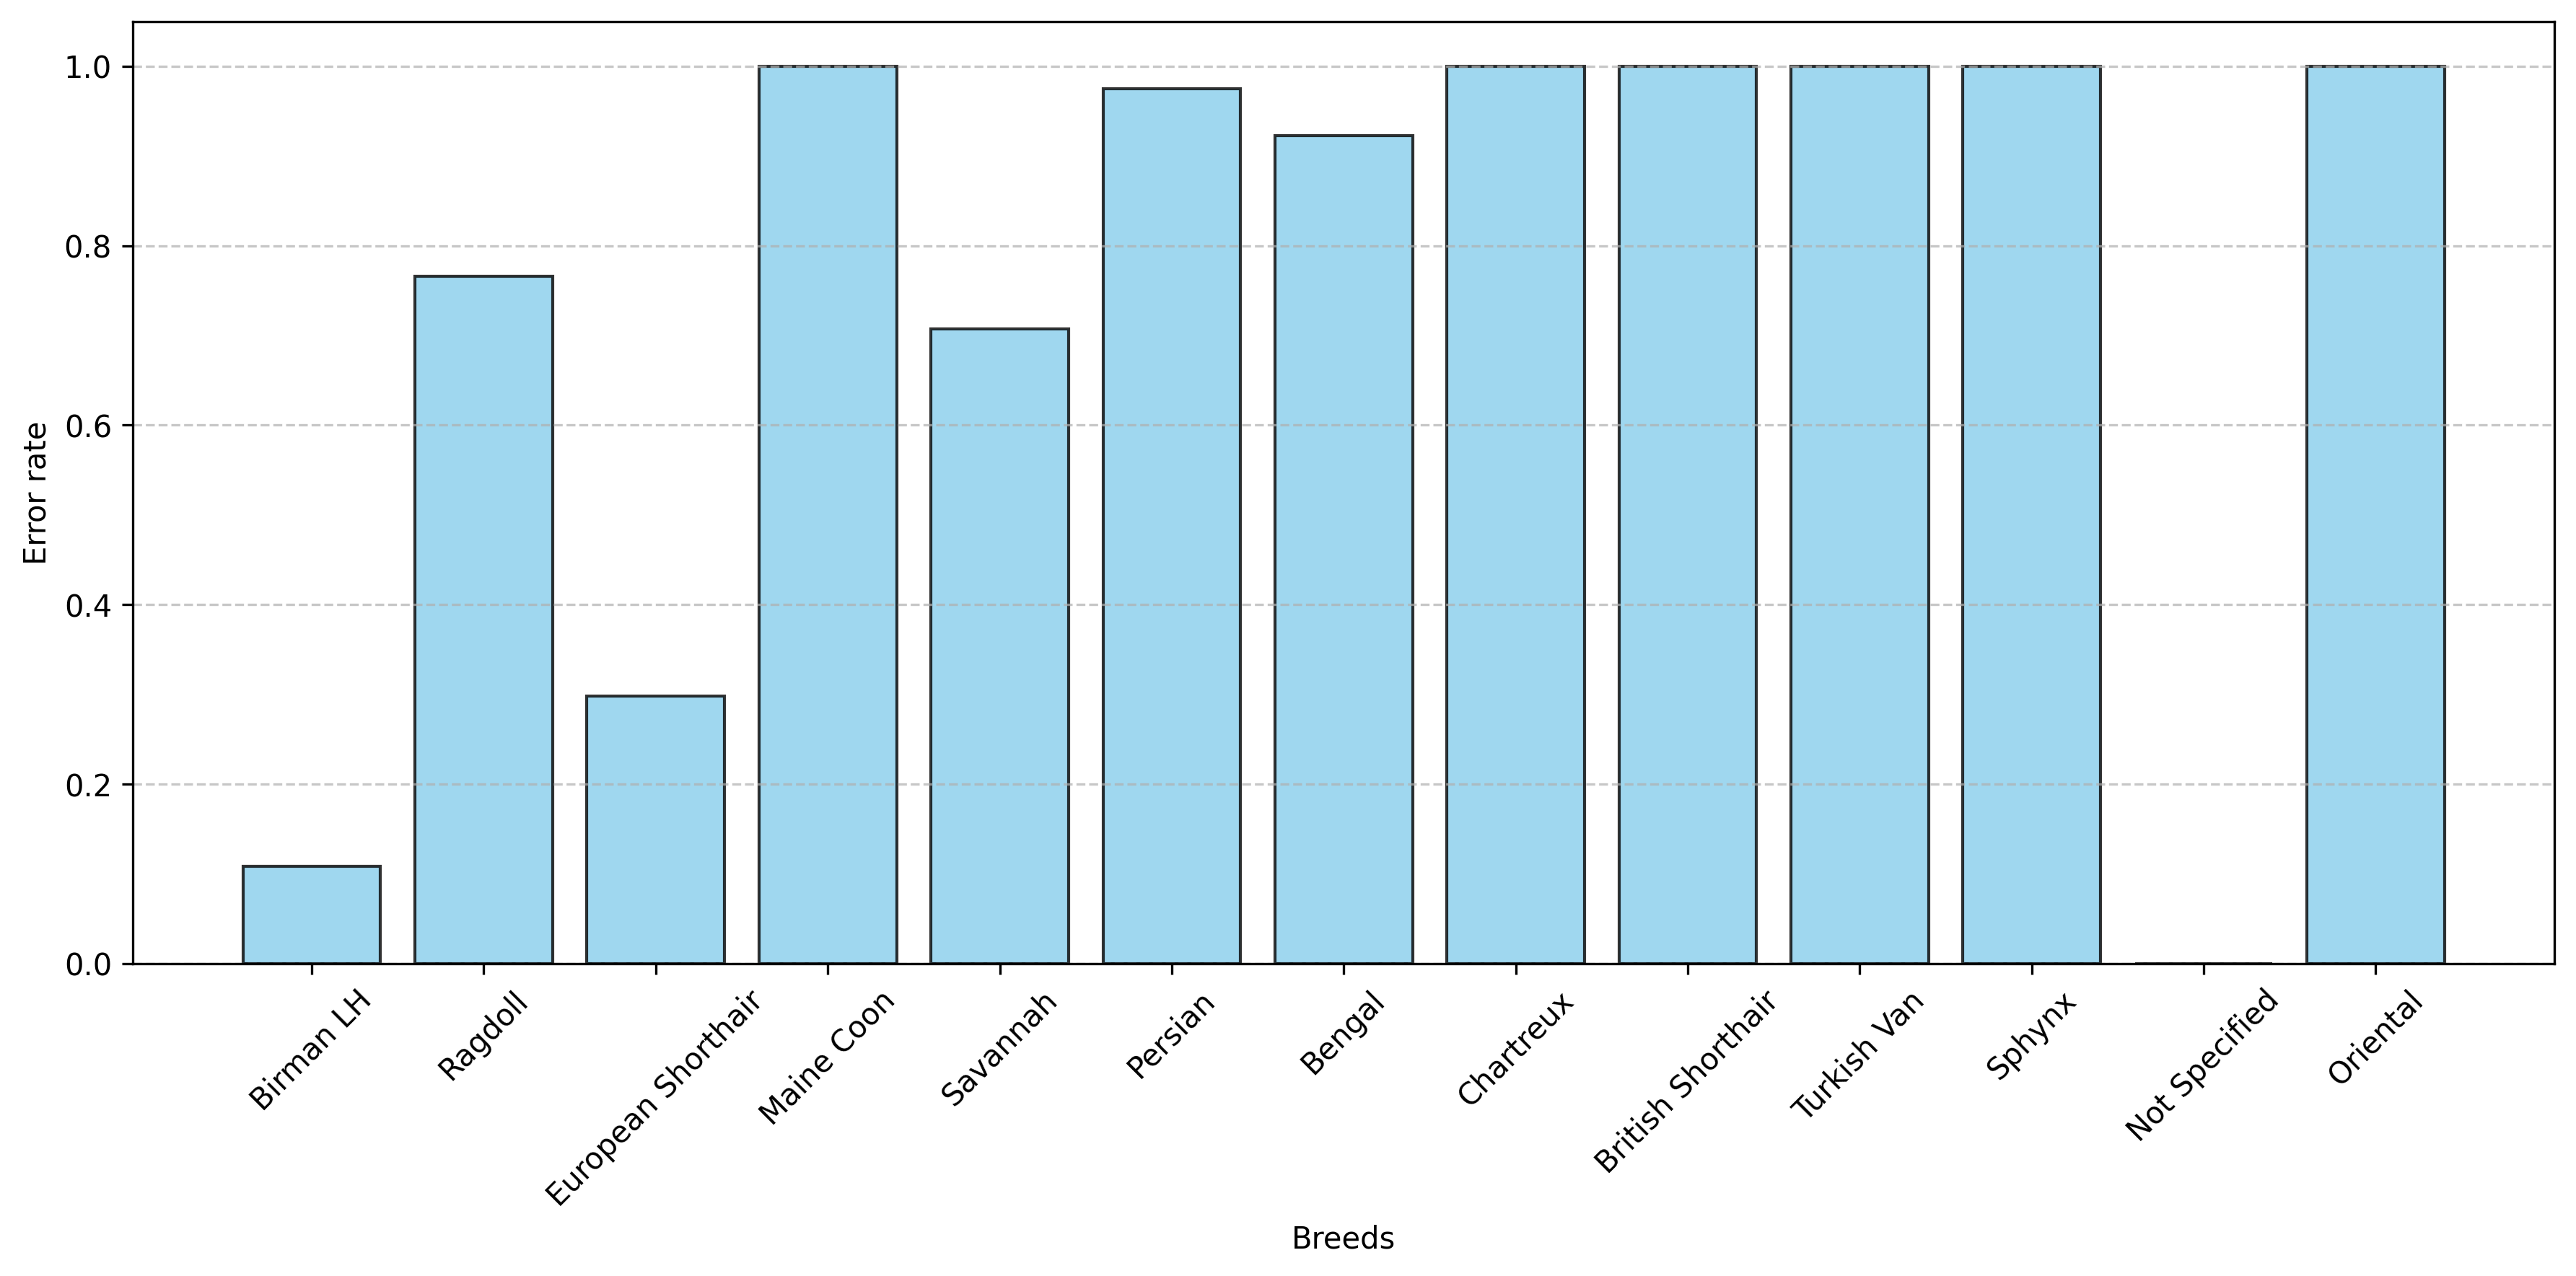 1.0
0.8
0.6
0.4
0.2
0.0
Error rate
Birman LH
Ragdoll
European Shorthair
Maine Coon
Savannah
Persian
Bengal
Chartreux
British Shorthair
Turkish Van
Sphynx
Not Specified
Oriental
Breeds